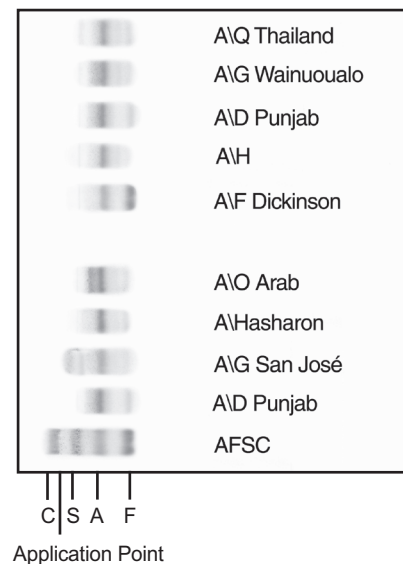 A\Q Thailand
A\G Wainuoualo
A\D Punjab
A\H
A\F Dickinson
A\O Arab
A\Hasharon
A\G San José
A\D Punjab
AFSC
C S A F
Application Point